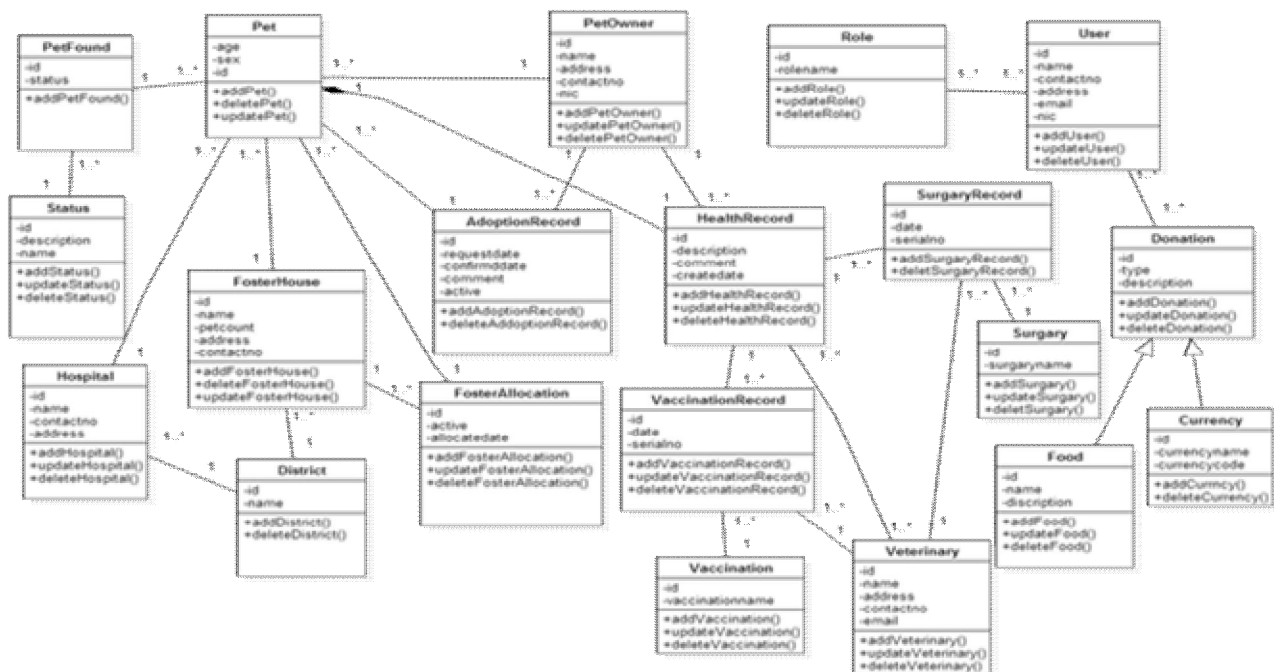 Pet
-age
-sex
-id
+addPet()
+deletePet()
+updatePet()
PetOwner
-id
-name
-address
-contactno
-nic
+addPetOwner()
+updatePetOwner()
+deletePetOwner()
PetFound
-id
-status
+addPetFound()
Role
-id
-rolename
+addRole()
+updateRole()
+deleteRole()
User
-id
-name
-contactno
-address
-email
-nic
+addUser()
+updateUser()
+deleteUser()
Status
-id
-description
-name
+addStatus()
+updateStatus()
+deleteStatus()
AdoptionRecord
-id
-requestdate
-confirmddate
-comment
-active
+addAdoptionRecord()
+deleteAddoptionRecord()
HealthRecord
-id
-description
-comment
-createdate
+addHealthRecord()
+updateHealthRecord()
+deleteHealthRecord()
SurgaryRecord
-id
-date
-serialno
+addSurgaryRecord()
+deletSurgaryRecord()
Donation
-id
-type
-description
+addDonation()
+updateDonation()
+deleteDonation()
FosterHouse
-id
-name
-petcount
-address
-contactno
+addFosterHouse()
+deleteFosterHouse()
+updateFosterHouse()
Surgary
-id
-surgaryname
+addSurgary()
+updateSurgary()
+deletSurgary()
Hospital
-id
-name
-contactno
-address
+addHospital()
+updateHospital()
+deleteHospital()
FosterAllocation
-id
-active
-allocatedate
+addFosterAllocation()
+updateFosterAllocation()
+deleteFosterAllocation()
VaccinationRecord
-id
-date
-serialno
+addVaccinationRecord()
+updateVaccinationRecord()
+deleteVaccinationRecord()
Currency
-id
-currencyname
-currencycode
+addCurrncy()
+deleteCurrency()
Food
-id
-name
-discription
+addFood()
+updateFood()
+deleteFood()
District
-id
-name
+addDistrict()
+deleteDistrict()
Veterinary
-id
-name
-address
-contactno
-email
+addVeterinary()
+updateVeterinary()
+deleteVeterinary()
Vaccination
-id
-vaccinationname
+addVaccination()
+updateVaccination()
+deleteVaccination()